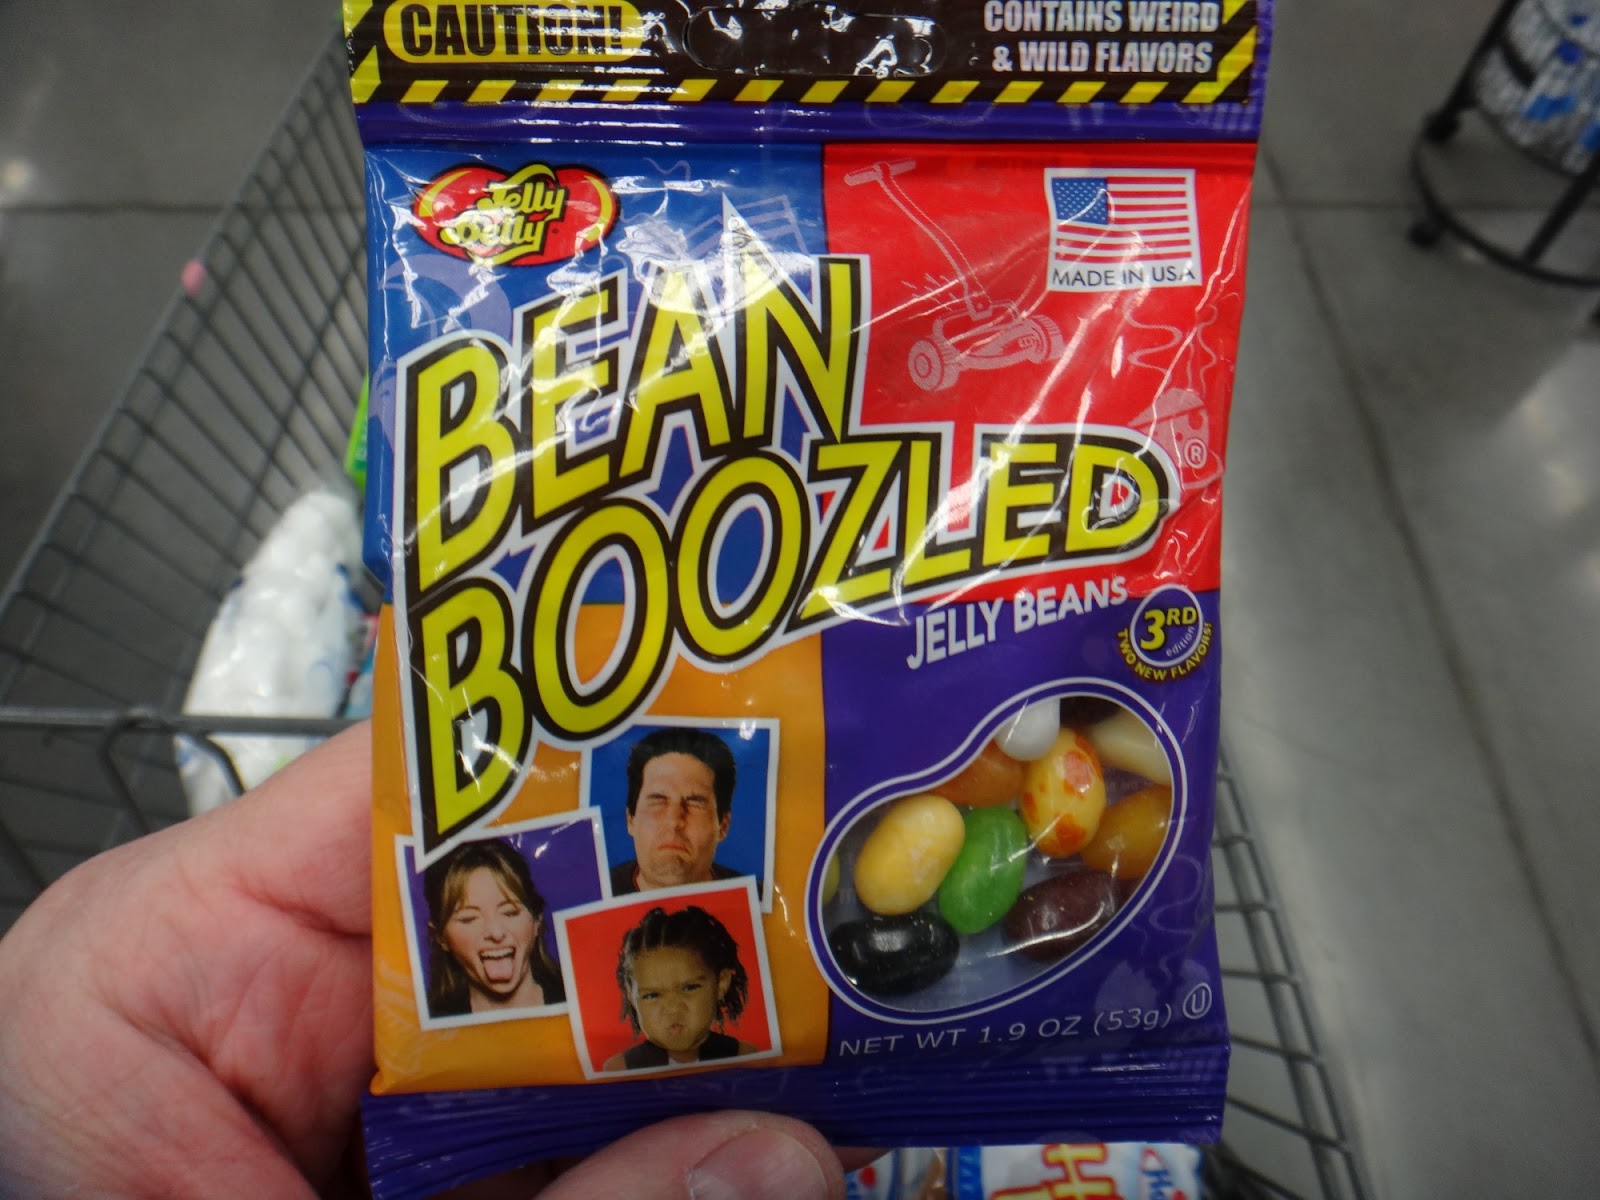 CAUTION!
CONTAINS WEIRD
& WILD FLAVORS
Jelly
Belly
MADE IN USA
BEAN
BOOZLED
®
JELLY BEANS
3RD
edition
TWO NEW FLAVORS!
NET WT 1.9 OZ (53g) U